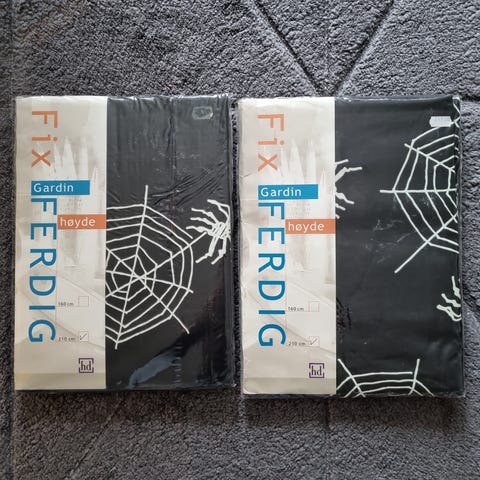 Fix
FERDIG
Gardin
høyde
160 cm
210 cm
hd
Fix
FERDIG
Gardin
høyde
160 cm
210 cm
hd